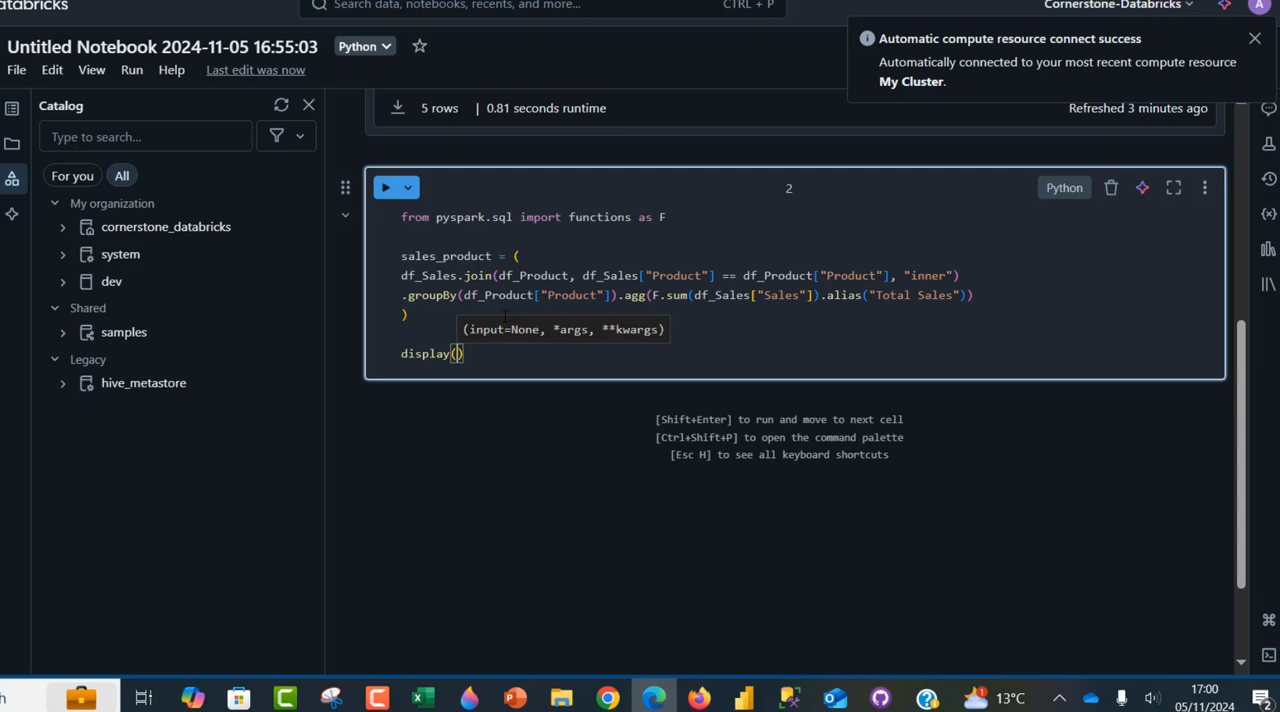 databricks
Search data, notebooks, recents, and more...
CTRL + P
Cornerstone-Databricks
A
Untitled Notebook 2024-11-05 16:55:03
Python
Automatic compute resource connect success
Automatically connected to your most recent compute resource
My Cluster.
File Edit View Run Help Last edit was now
Catalog
5 rows | 0.81 seconds runtime
Refreshed 3 minutes ago
Type to search...
For you All
My organization
cornerstone_databricks
system
dev
Shared
samples
Legacy
hive_metastore
2
Python
from pyspark.sql import functions as F
sales_product = (
df_Sales.join(df_Product, df_Sales["Product"] == df_Product["Product"], "inner")
.groupBy(df_Product["Product"]).agg(F.sum(df_Sales["Sales"]).alias("Total Sales"))
)
(input=None, *args, **kwargs)
display()
[Shift+Enter] to run and move to next cell
[Ctrl+Shift+P] to open the command palette
[Esc H] to see all keyboard shortcuts
h
1
13°C
17:00
05/11/2024
2